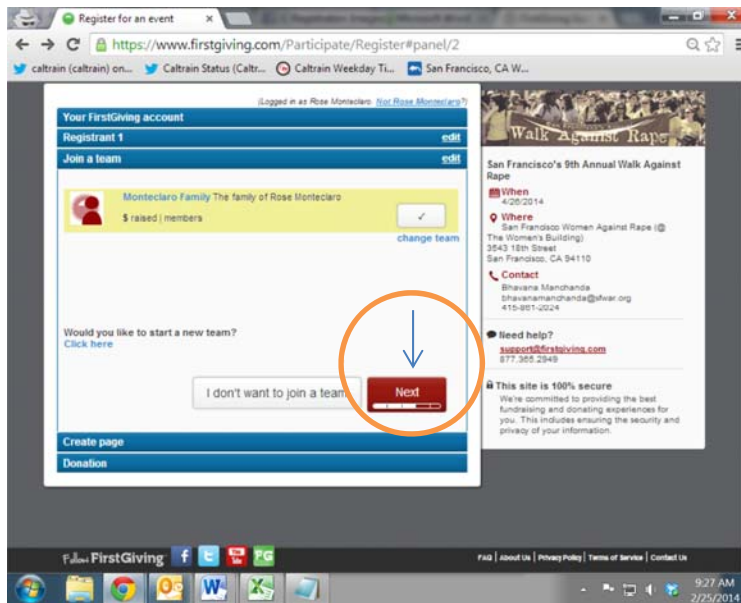 Register for an event
https://www.firstgiving.com/Participate/Register#panel/2
caltrain (caltrain) on... Caltrain Status (Caltr... Caltrain Weekday Ti... San Francisco, CA W...
(Logged in as Rose Monteclaro. Not Rose Monteclaro?)
Your FirstGiving account
Registrant 1 edit
Join a team edit
Monteclaro Family The family of Rose Monteclaro
$ raised | members
change team
Would you like to start a new team?
Click here
I don't want to join a team
Next
Create page
Donation
Walk Against Rape
San Francisco's 9th Annual Walk Against
Rape
When
4/26/2014
Where
San Francisco Women Against Rape (@
The Women's Building)
3543 18th Street
San Francisco, CA 94110
Contact
Bhavana Manchanda
bhavanamanchanda@sfwar.org
415-861-2024
Need help?
support@firstgiving.com
877.365.2949
This site is 100% secure
We're committed to providing the best
fundraising and donating experiences for
you. This includes ensuring the security and
privacy of your information.
Follow FirstGiving
FAQ | About Us | Privacy Policy | Terms of Service | Contact Us
9:27 AM
2/25/2014